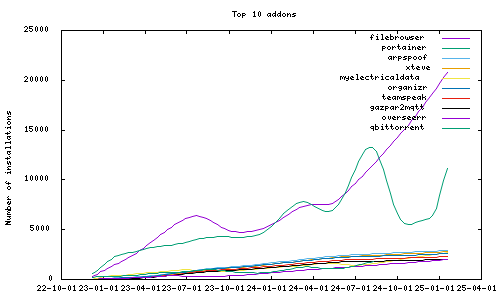 Top 10 addons
25000
20000
15000
10000
5000
0
Number of installations
filebrowser
portainer
arpspoof
xteve
myelectricaldata
organizr
teamspeak
gazpar2mqtt
overseerr
qbittorrent
22-10-01 23-01-01 23-04-01 23-07-01 23-10-01 24-01-01 24-04-01 24-07-01 24-10-01 25-01-01 25-04-01